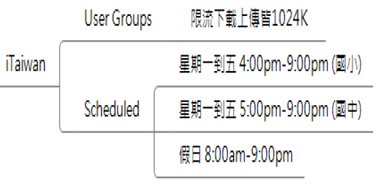 User Groups 限流下載上傳皆1024K
iTaiwan
星期一到五 4:00pm-9:00pm (國小)
Scheduled 星期一到五 5:00pm-9:00pm (國中)
假日 8:00am-9:00pm